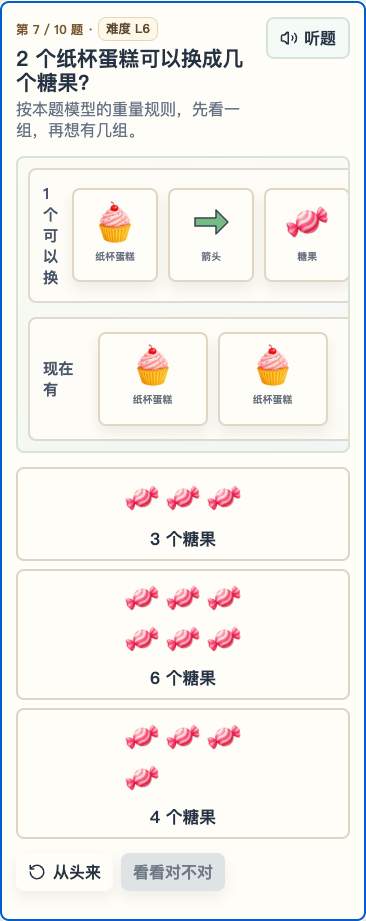 第 7 / 10 题 · 难度 L6
听题
2 个纸杯蛋糕可以换成几
个糖果？
按本题模型的重量规则，先看一
组，再想有几组。
1
个
可
以
换
纸杯蛋糕
箭头
糖果
现在
有
纸杯蛋糕
纸杯蛋糕
3 个糖果
6 个糖果
4 个糖果
从头来
看看对不对